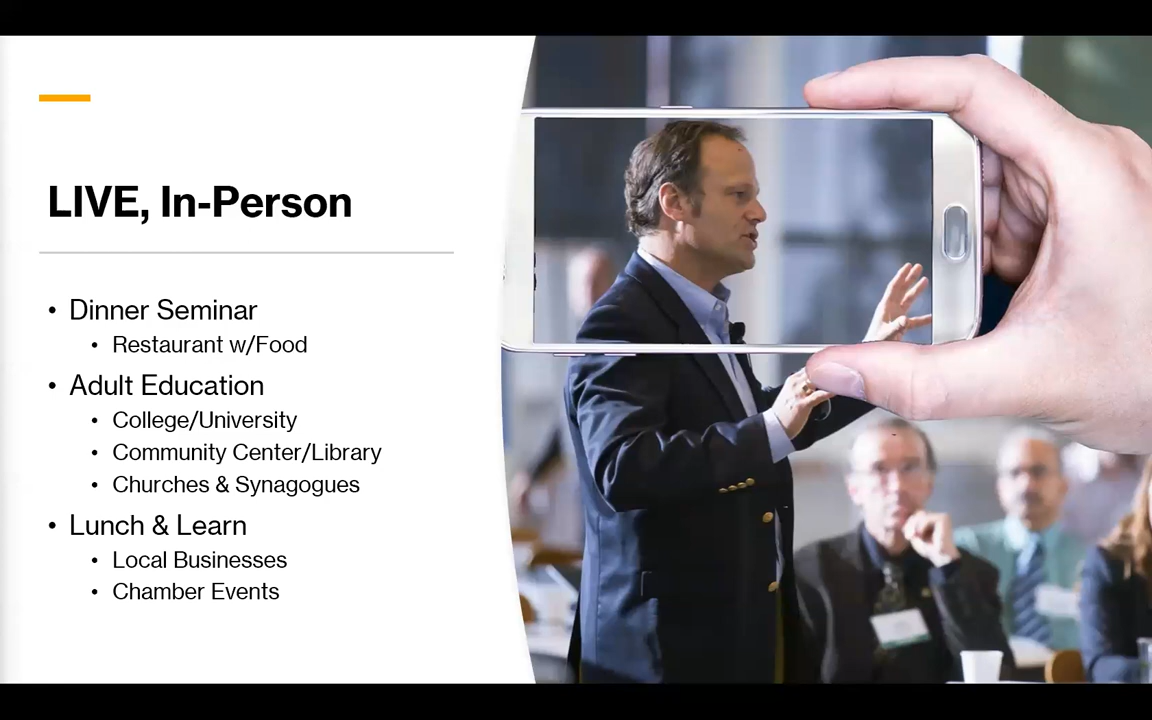 LIVE, In-Person
• Dinner Seminar
• Restaurant w/Food
• Adult Education
• College/University
• Community Center/Library
• Churches & Synagogues
• Lunch & Learn
• Local Businesses
• Chamber Events